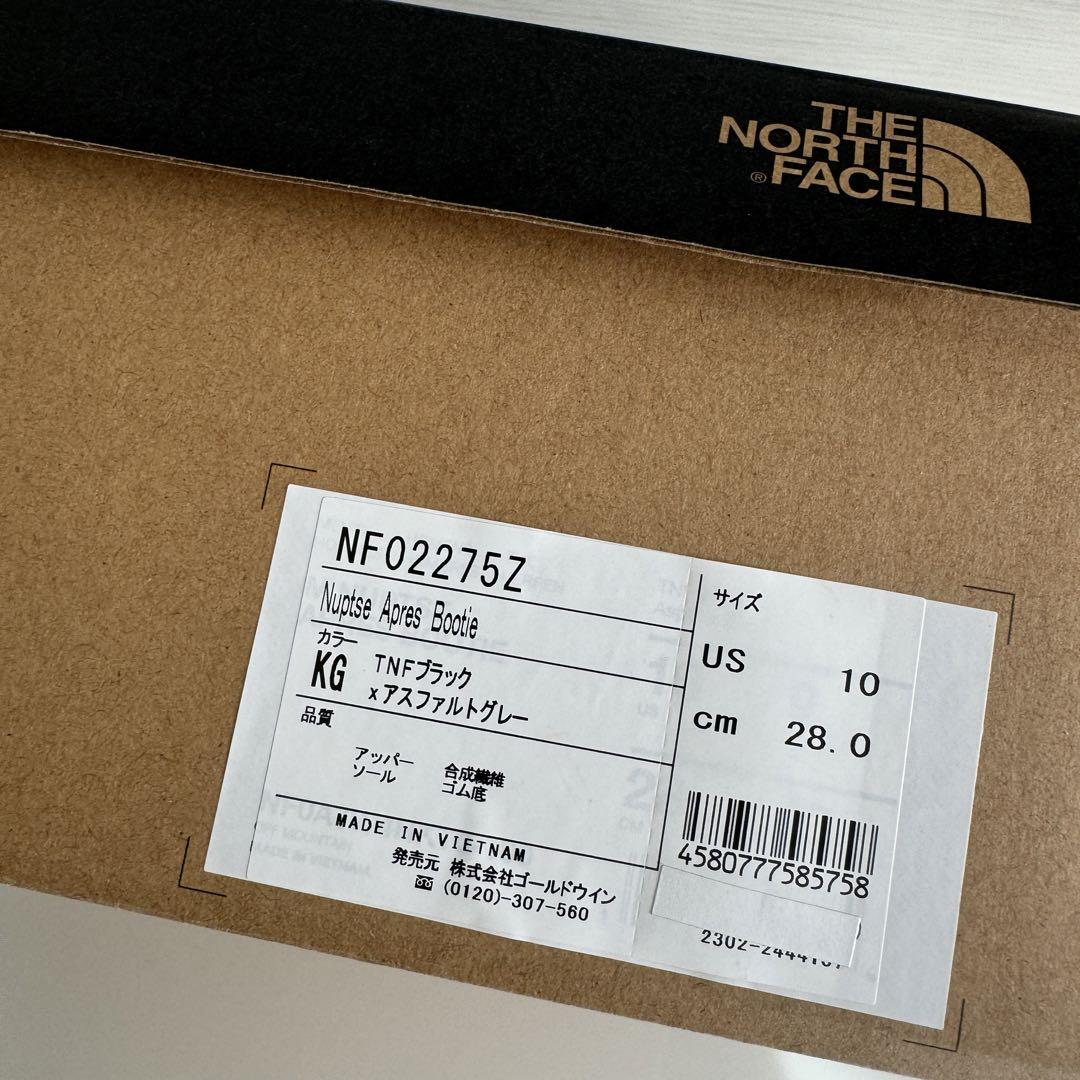 THE
NORTH
® FACE
NF02275Z
Nuptse Apres Bootie
カラー
KG TNFブラック
xアスファルトグレー
品質
アッパー 合成繊維
ソール ゴム底
MADE IN VIETNAM
発売元 株式会社ゴールドウイン
(0120)-307-560
サイズ
US 10
cm 28.0
4580777585758